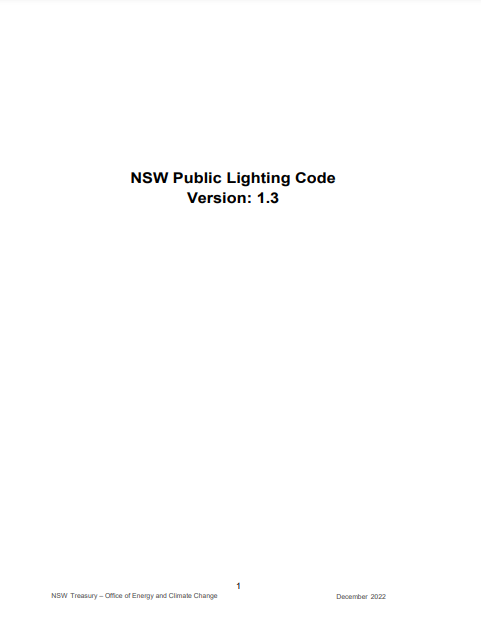 NSW Public Lighting Code
Version: 1.3
1
NSW Treasury – Office of Energy and Climate Change
December 2022